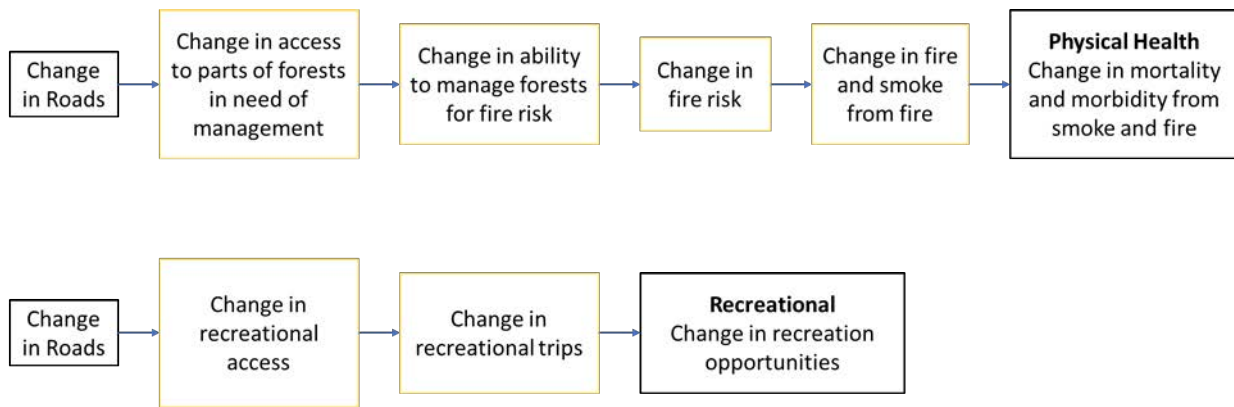 Change
in Roads
Change in access
to parts of forests
in need of
management
Change in ability
to manage forests
for fire risk
Change in
fire risk
Change in fire
and smoke
from fire
Physical Health
Change in mortality
and morbidity from
smoke and fire
Change
in Roads
Change in
recreational
access
Change in
recreational trips
Recreational
Change in recreation
opportunities